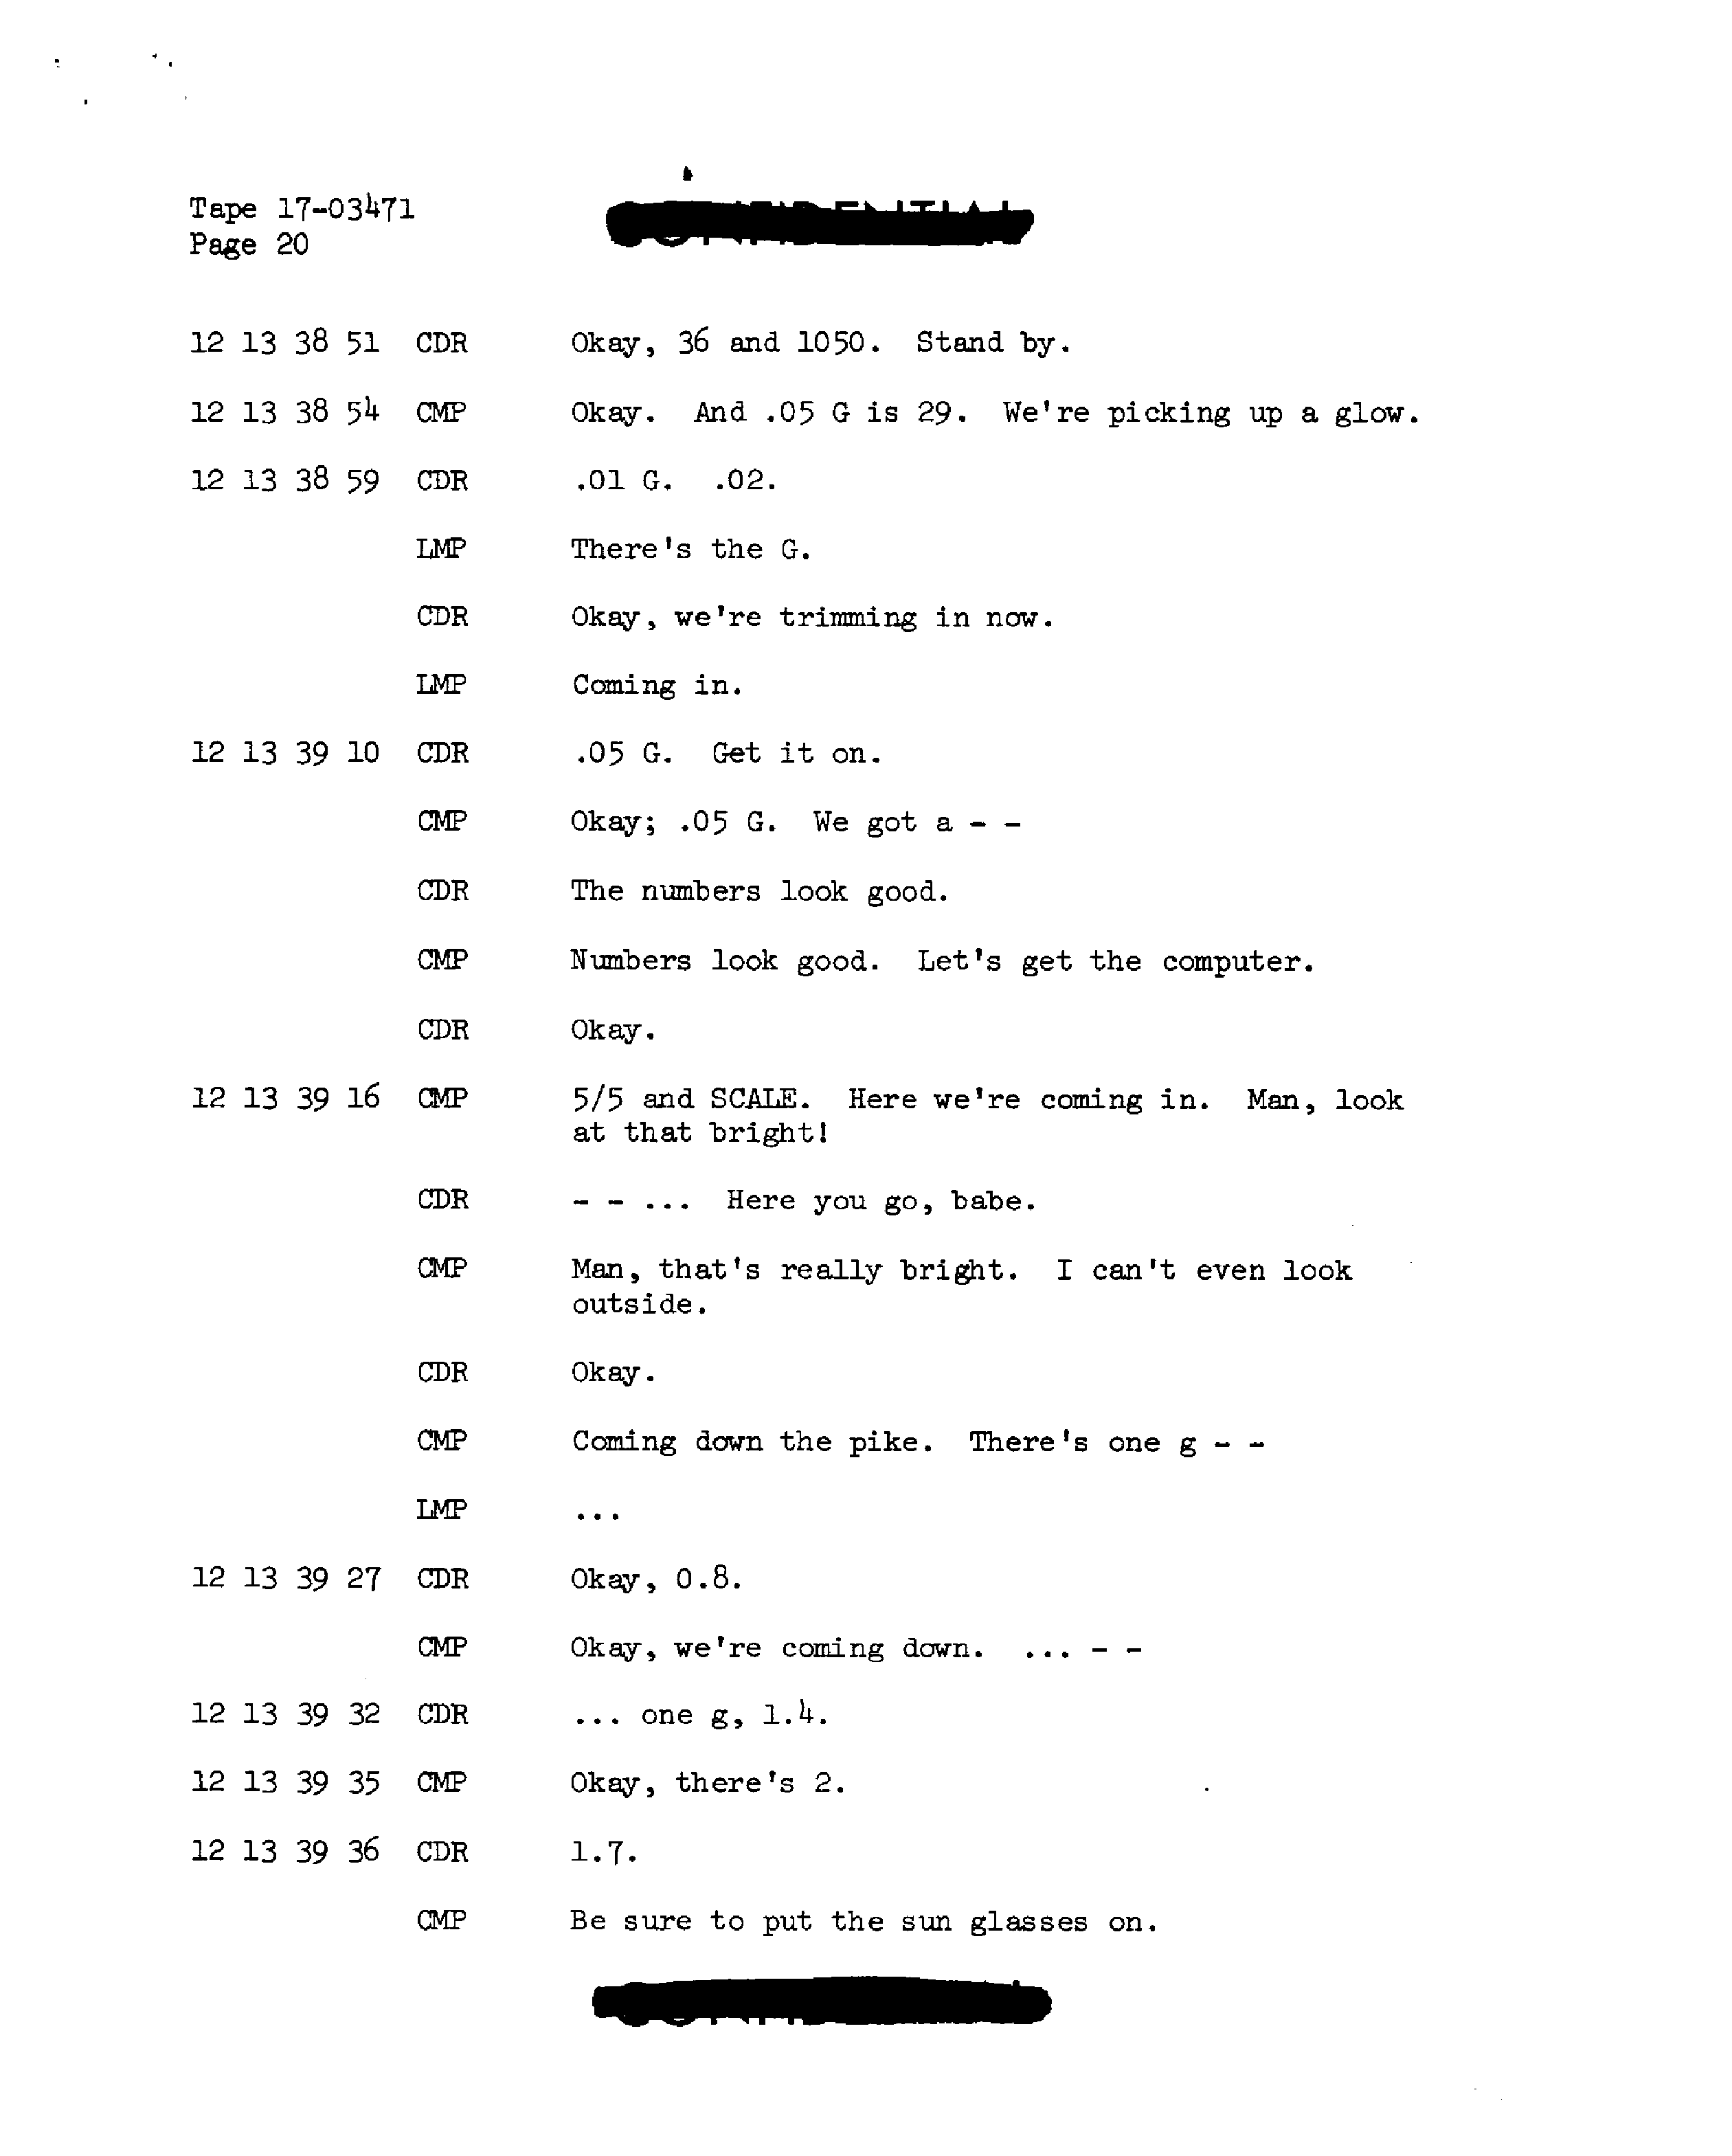 Tape 17-03471
Page 20
12 13 38 51 CDR Okay, 36 and 1050. Stand by.
12 13 38 54 CMP Okay. And .05 G is 29. We're picking up a glow.
12 13 38 59 CDR .01 G. .02.
LMP There's the G.
CDR Okay, we're trimming in now.
LMP Coming in.
12 13 39 10 CDR .05 G. Get it on.
CMP Okay; .05 G. We got a - -
CDR The numbers look good.
CMP Numbers look good. Let's get the computer.
CDR Okay.
12 13 39 16 CMP 5/5 and SCALE. Here we're coming in. Man, look
at that bright!
CDR - - ... Here you go, babe.
CMP Man, that's really bright. I can't even look
outside.
CDR Okay.
CMP Coming down the pike. There's one g - -
LMP ...
12 13 39 27 CDR Okay, 0.8.
CMP Okay, we're coming down. ... - -
12 13 39 32 CDR ... one g, 1.4.
12 13 39 35 CMP Okay, there's 2.
12 13 39 36 CDR 1.7.
CMP Be sure to put the sun glasses on.